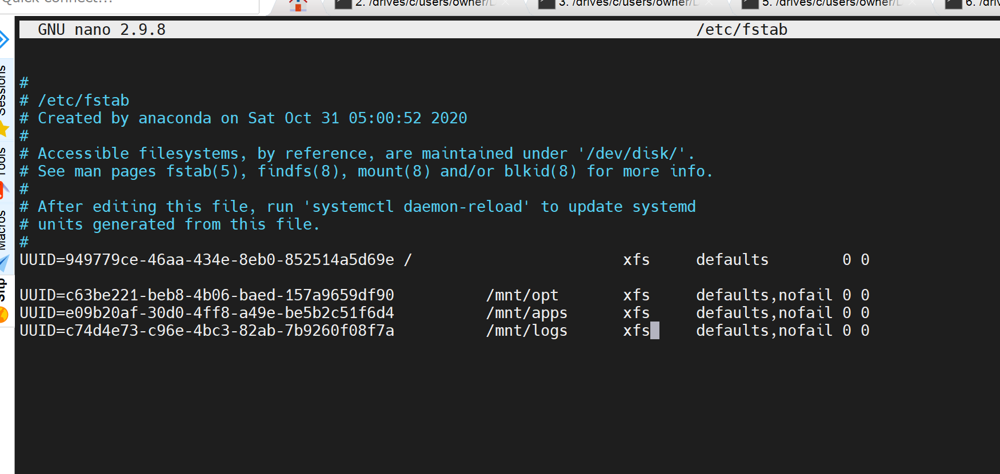 Quick connect...
2. /drives/c/users/owner/D
3. /drives/c/users/owner/D
5. /drives/c/users/owner/D
6. /driv
GNU nano 2.9.8 /etc/fstab
Sessions
Tools
Macros
Sftp
#
# /etc/fstab
# Created by anaconda on Sat Oct 31 05:00:52 2020
#
# Accessible filesystems, by reference, are maintained under '/dev/disk/'.
# See man pages fstab(5), findfs(8), mount(8) and/or blkid(8) for more info.
#
# After editing this file, run 'systemctl daemon-reload' to update systemd
# units generated from this file.
#
UUID=949779ce-46aa-434e-8eb0-852514a5d69e / xfs defaults 0 0
UUID=c63be221-beb8-4b06-baed-157a9659df90 /mnt/opt xfs defaults,nofail 0 0
UUID=e09b20af-30d0-4ff8-a49e-be5b2c51f6d4 /mnt/apps xfs defaults,nofail 0 0
UUID=c74d4e73-c96e-4bc3-82ab-7b9260f08f7a /mnt/logs xfs defaults,nofail 0 0